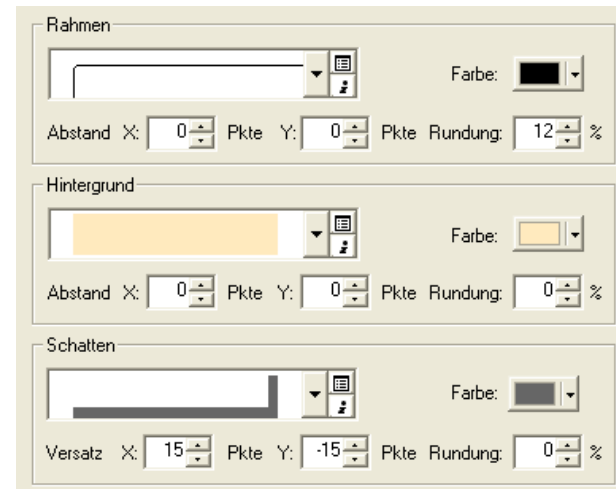 Rahmen
Farbe:
Abstand X: 0 Pkte Y: 0 Pkte Rundung: 12 %
Hintergrund
Farbe:
Abstand X: 0 Pkte Y: 0 Pkte Rundung: 0 %
Schatten
Farbe:
Versatz X: 15 Pkte Y: -15 Pkte Rundung: 0 %